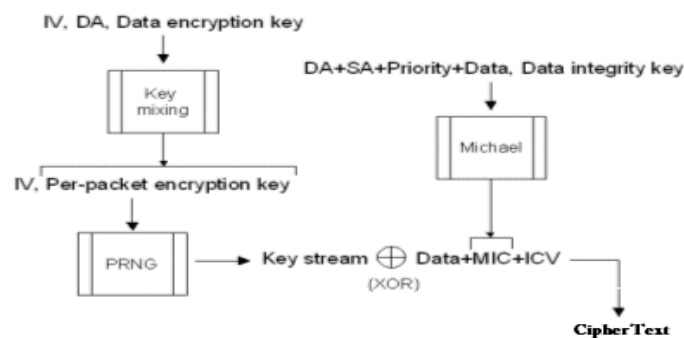 IV, DA, Data encryption key
DA+SA+Priority+Data, Data integrity key
Key
mixing
Michael
IV, Per-packet encryption key
PRNG
Key stream ⊕ Data+MIC+ICV
(XOR)
CipherText